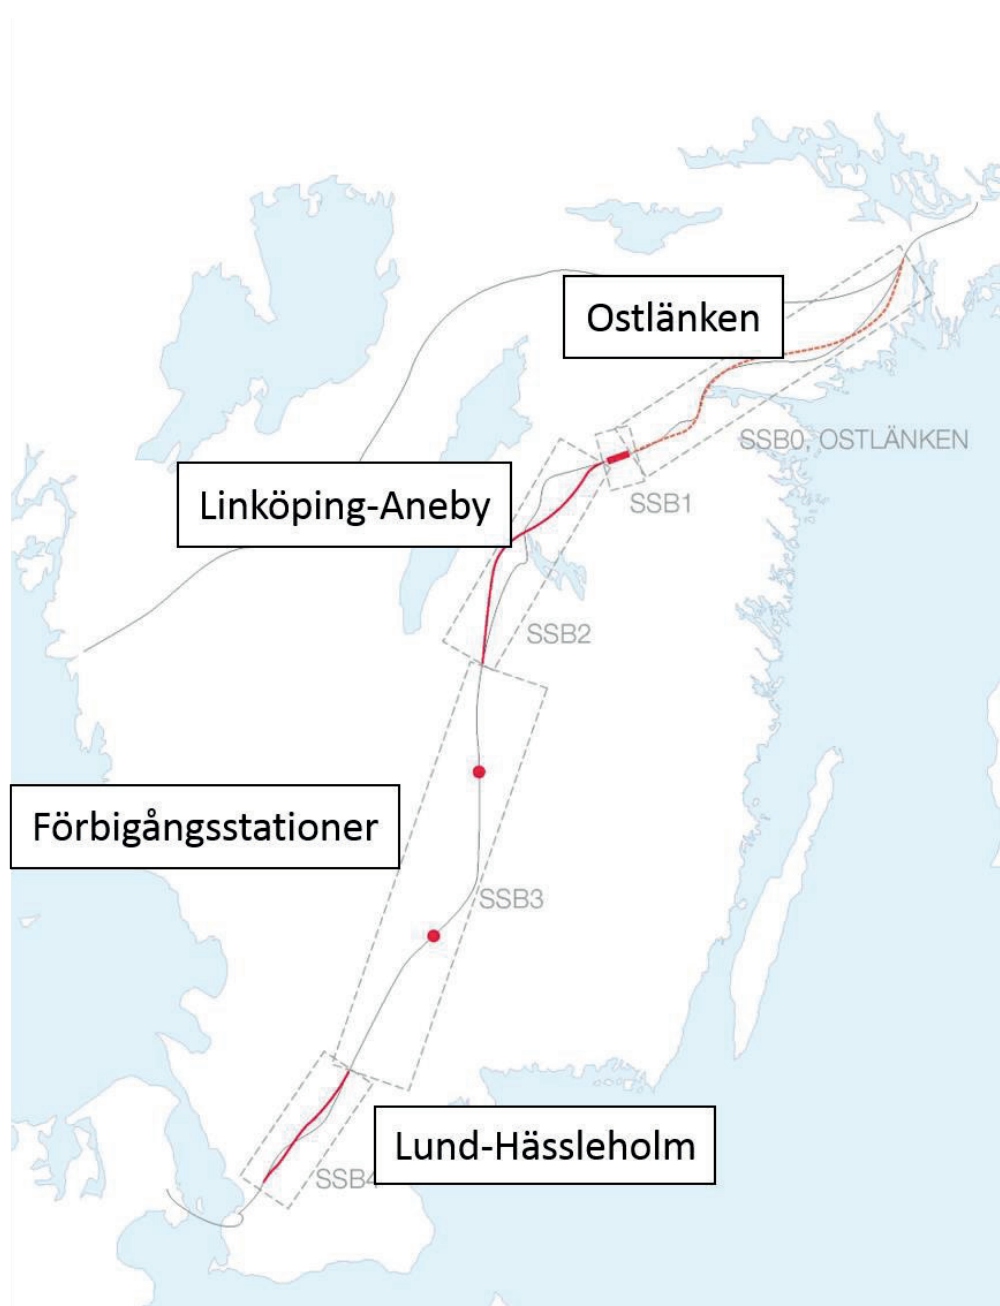 Ostlänken
SSB0, OSTLÄNKEN
Linköping-Aneby
SSB1
SSB2
Förbigångsstationer
SSB3
Lund-Hässleholm
SSB4